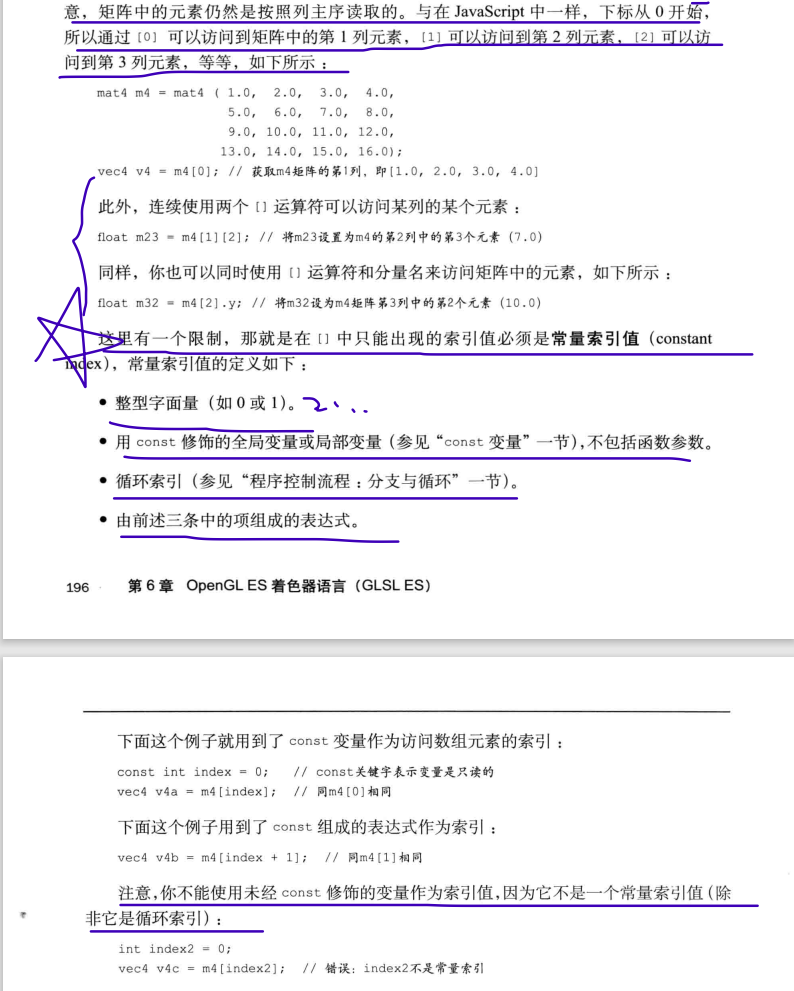 意，矩阵中的元素仍然是按照列主序读取的。与在 JavaScript 中一样，下标从 0 开始，
所以通过 [0] 可以访问到矩阵中的第 1 列元素，[1] 可以访问到第 2 列元素，[2] 可以访
问到第 3 列元素，等等，如下所示：
mat4 m4 = mat4 ( 1.0, 2.0, 3.0, 4.0,
5.0, 6.0, 7.0, 8.0,
9.0, 10.0, 11.0, 12.0,
13.0, 14.0, 15.0, 16.0);
vec4 v4 = m4[0]; // 获取m4矩阵的第1列，即[1.0, 2.0, 3.0, 4.0]
此外，连续使用两个 [] 运算符可以访问某列的某个元素：
float m23 = m4[1][2]; // 将m23设置为m4的第2列中的第3个元素 (7.0)
同样，你也可以同时使用 [] 运算符和分量名来访问矩阵中的元素，如下所示：
float m32 = m4[2].y; // 将m32设为m4矩阵第3列中的第2个元素 (10.0)
这里有一个限制，那就是在 [] 中只能出现的索引值必须是常量索引值（constant
index），常量索引值的定义如下：
● 整型字面量（如 0 或 1）。2...
● 用 const 修饰的全局变量或局部变量（参见“const 变量”一节），不包括函数参数。
● 循环索引（参见“程序控制流程：分支与循环”一节）。
● 由前述三条中的项组成的表达式。
196 第 6 章 OpenGL ES 着色器语言（GLSL ES）
下面这个例子就用到了 const 变量作为访问数组元素的索引：
const int index = 0; // const关键字表示变量是只读的
vec4 v4a = m4[index]; // 同m4[0]相同
下面这个例子用到了 const 组成的表达式作为索引：
vec4 v4b = m4[index + 1]; // 同m4[1]相同
注意，你不能使用未经 const 修饰的变量作为索引值，因为它不是一个常量索引值（除
非它是循环索引）：
int index2 = 0;
vec4 v4c = m4[index2]; // 错误：index2不是常量索引